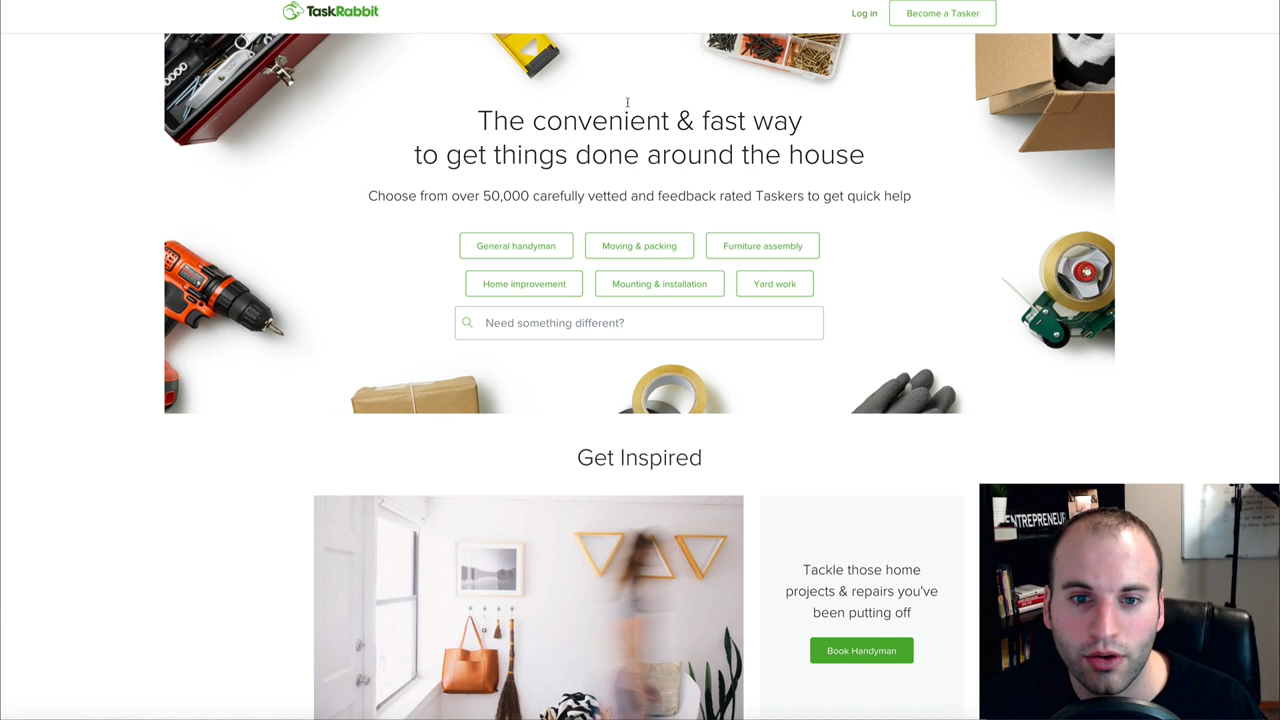 TaskRabbit
Log in
Become a Tasker
The convenient & fast way
to get things done around the house
Choose from over 50,000 carefully vetted and feedback rated Taskers to get quick help
General handyman
Moving & packing
Furniture assembly
Home improvement
Mounting & installation
Yard work
Need something different?
Get Inspired
Tackle those home
projects & repairs you've
been putting off
Book Handyman
ENTREPRENEUR